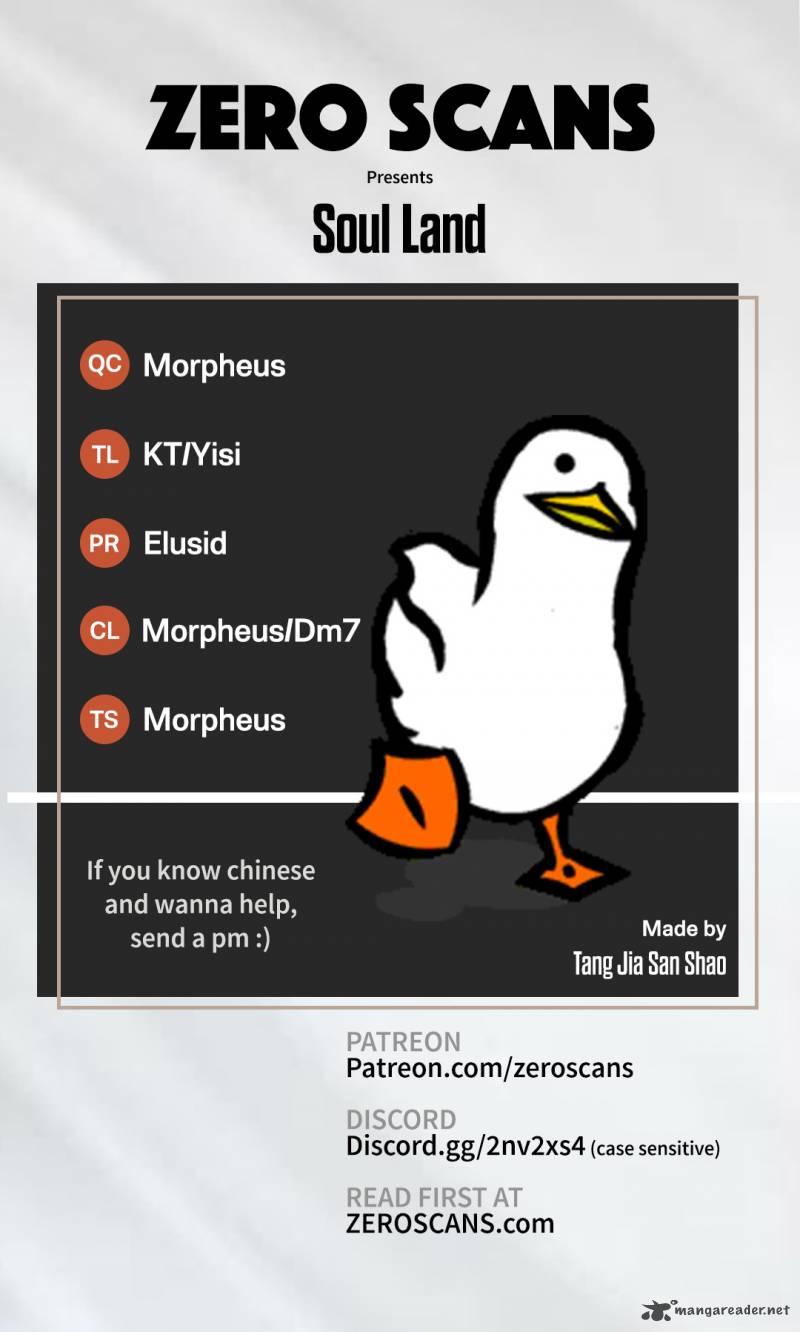 ZERO SCANS
Presents
Soul Land
QC Morpheus
TL KT/Yisi
PR Elusid
CL Morpheus/Dm7
TS Morpheus
If you know chinese
and wanna help,
send a pm :)
Made by
Tang Jia San Shao
PATREON
Patreon.com/zeroscans
DISCORD
Discord.gg/2nv2xs4 (case sensitive)
READ FIRST AT
ZEROSCANS.com
mangareader.net